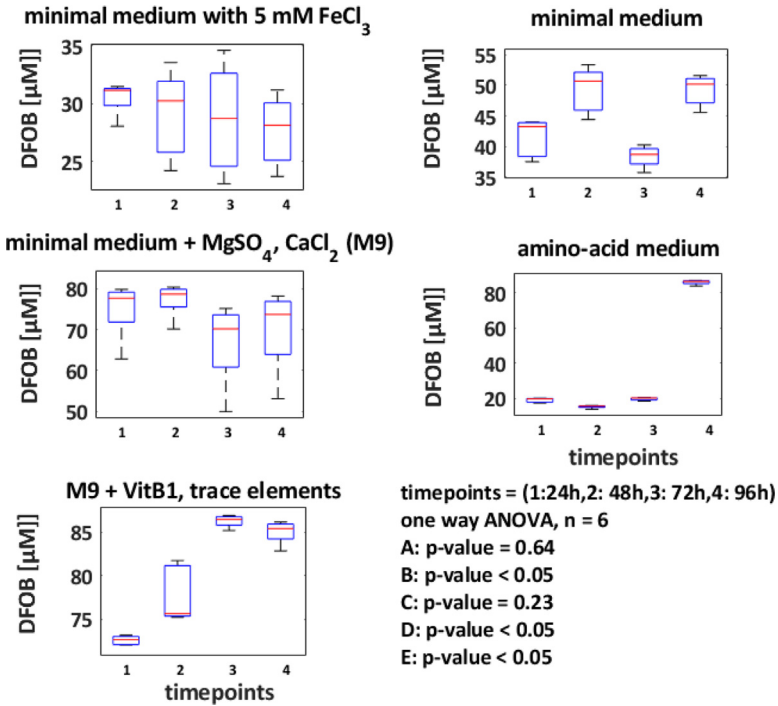 minimal medium with 5 mM FeCl3
DFOB [µM]]
35
30
25
1 2 3 4
minimal medium
DFOB [µM]]
55
50
45
40
35
1 2 3 4
minimal medium + MgSO4, CaCl2 (M9)
DFOB [µM]]
80
70
60
50
1 2 3 4
amino-acid medium
DFOB [µM]]
80
60
40
20
1 2 3 4
timepoints
M9 + VitB1, trace elements
DFOB [µM]]
85
80
75
1 2 3 4
timepoints
timepoints = (1:24h,2: 48h,3: 72h,4: 96h)
one way ANOVA, n = 6
A: p-value = 0.64
B: p-value < 0.05
C: p-value = 0.23
D: p-value < 0.05
E: p-value < 0.05